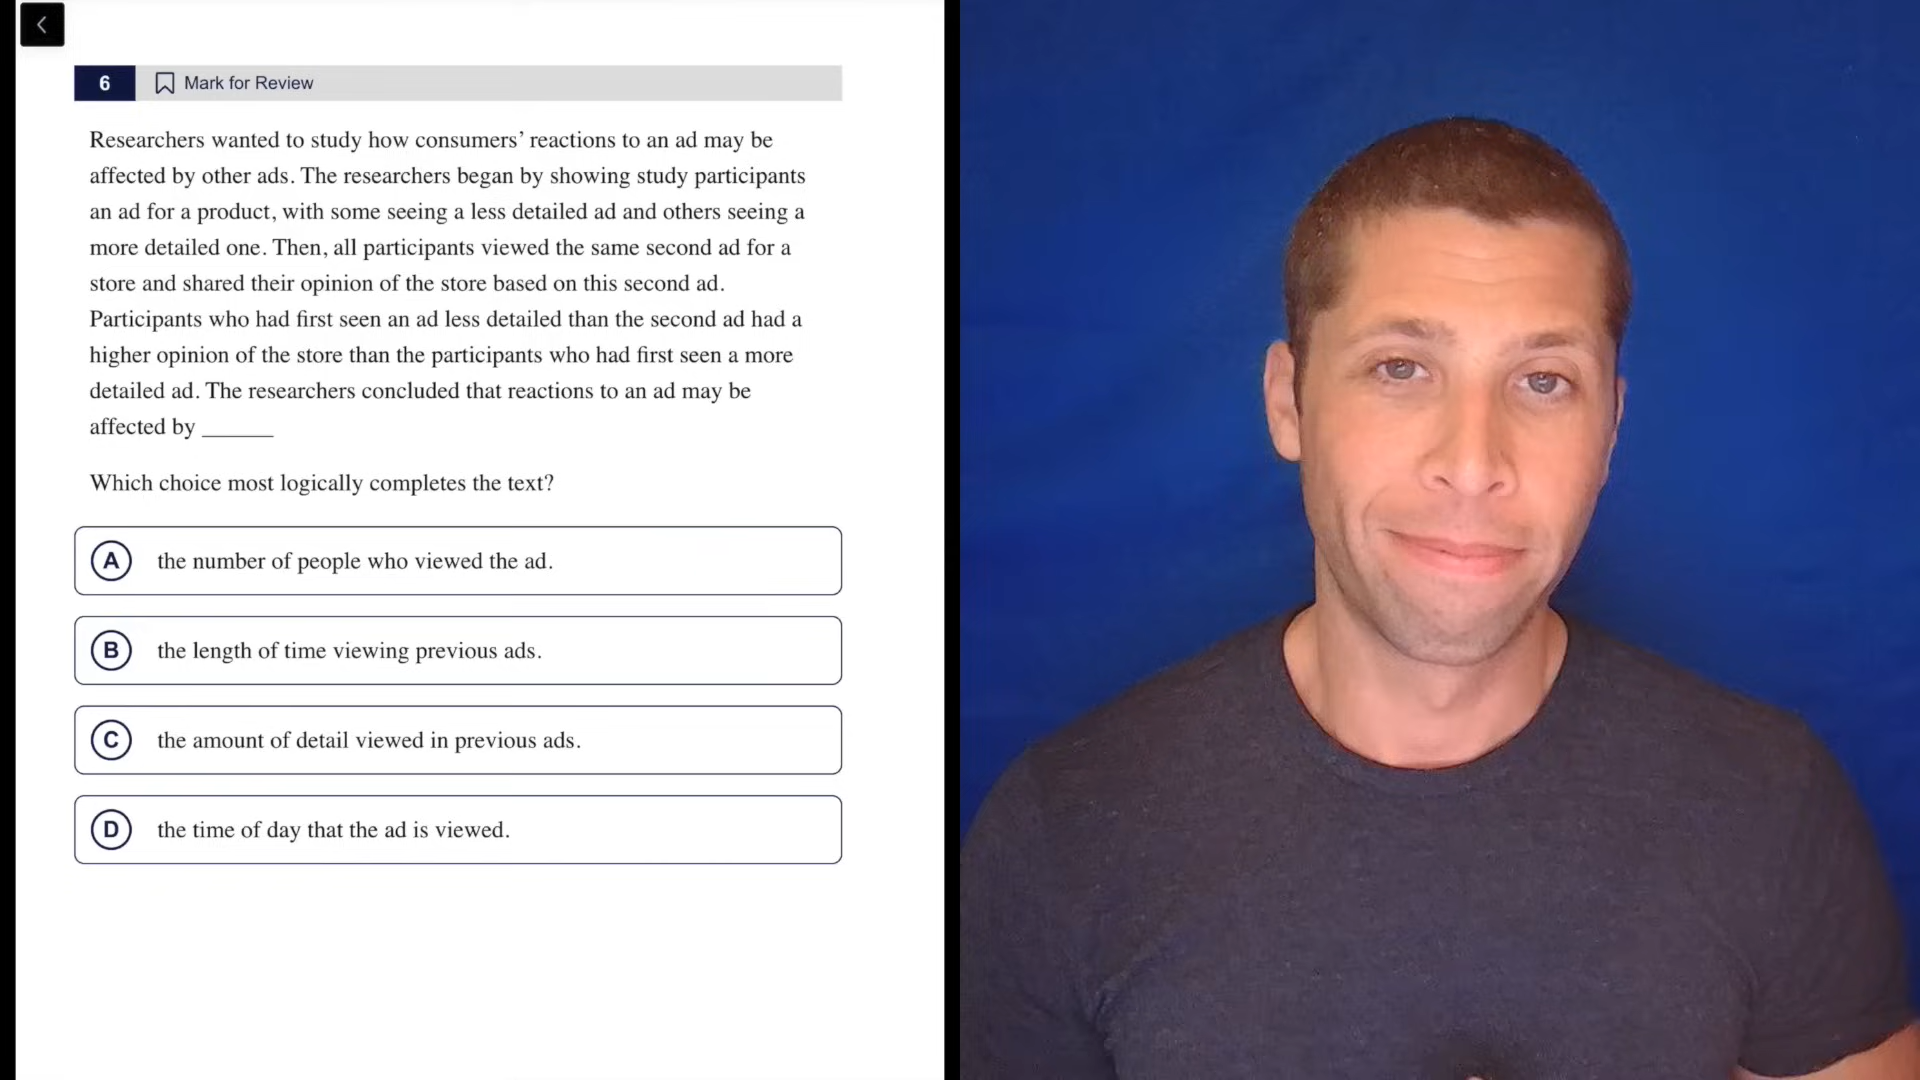 6 Mark for Review
Researchers wanted to study how consumers’ reactions to an ad may be
affected by other ads. The researchers began by showing study participants
an ad for a product, with some seeing a less detailed ad and others seeing a
more detailed one. Then, all participants viewed the same second ad for a
store and shared their opinion of the store based on this second ad.
Participants who had first seen an ad less detailed than the second ad had a
higher opinion of the store than the participants who had first seen a more
detailed ad. The researchers concluded that reactions to an ad may be
affected by ______
Which choice most logically completes the text?
A the number of people who viewed the ad.
B the length of time viewing previous ads.
C the amount of detail viewed in previous ads.
D the time of day that the ad is viewed.